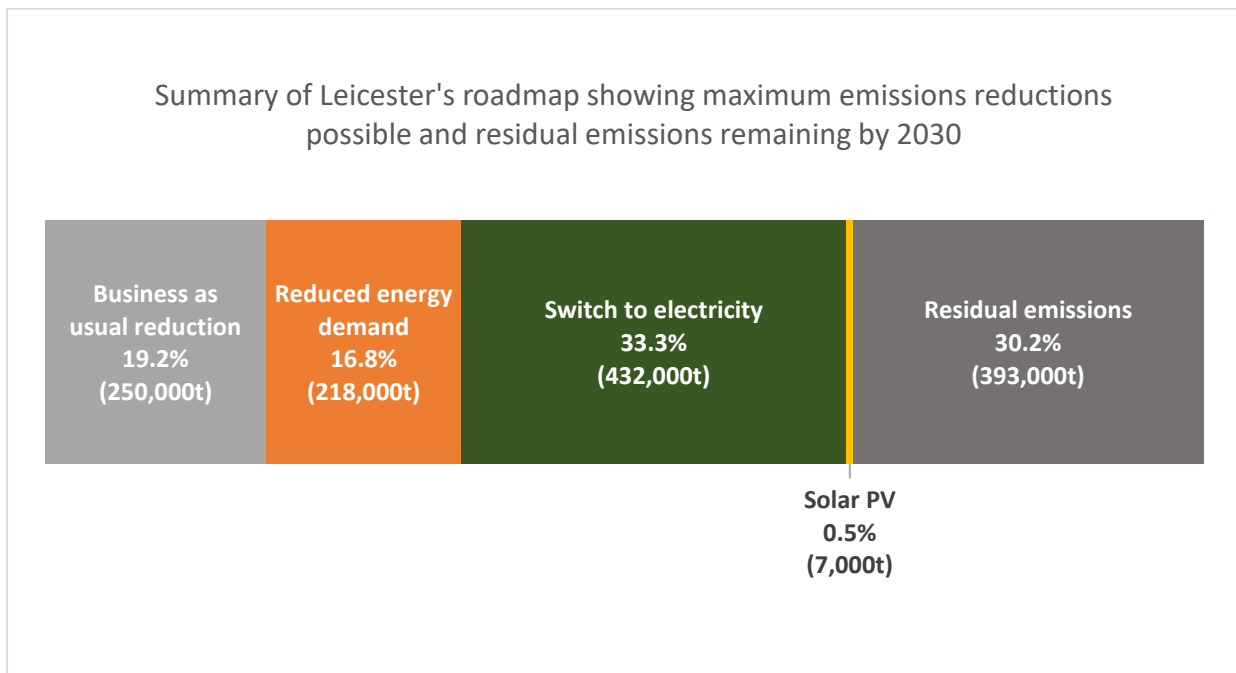 Summary of Leicester's roadmap showing maximum emissions reductions
possible and residual emissions remaining by 2030
Business as
usual reduction
19.2%
(250,000t)
Reduced energy
demand
16.8%
(218,000t)
Switch to electricity
33.3%
(432,000t)
Solar PV
0.5%
(7,000t)
Residual emissions
30.2%
(393,000t)